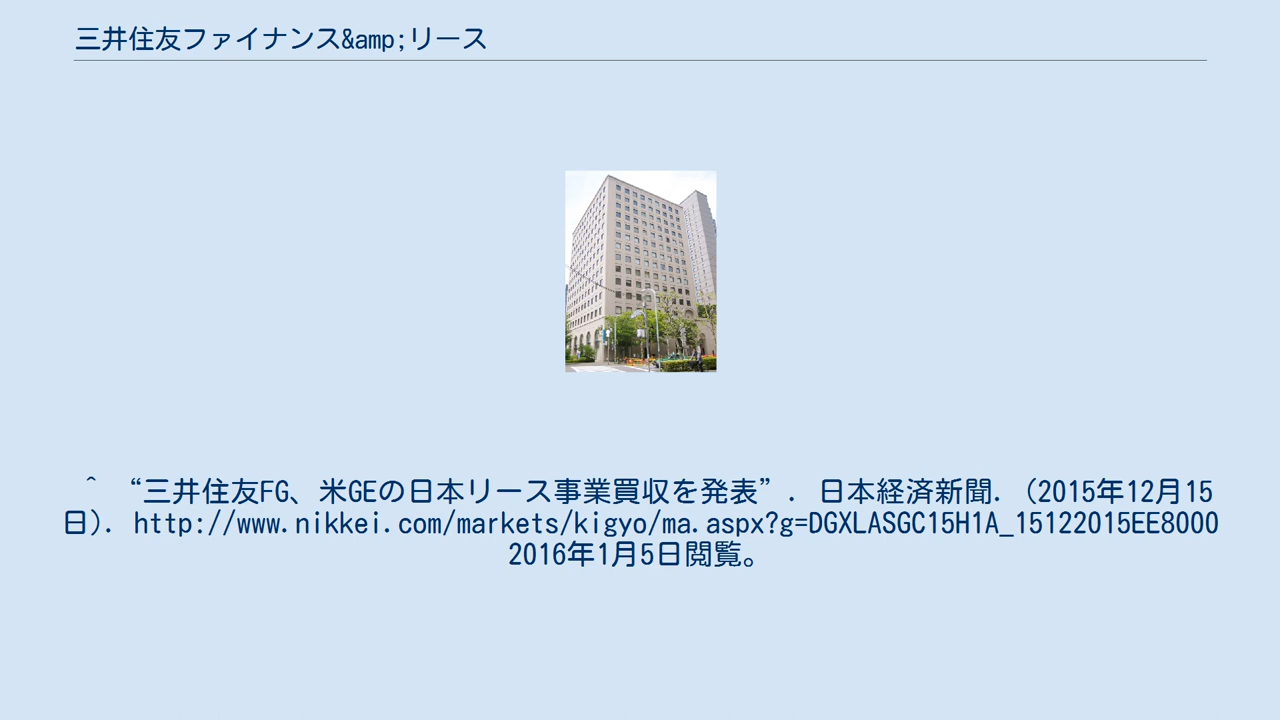 三井住友ファイナンス&amp;リース
^ “三井住友FG、米GEの日本リース事業買収を発表”. 日本経済新聞. (2015年12月15
日). http://www.nikkei.com/markets/kigyo/ma.aspx?g=DGXLASGC15H1A_15122015EE8000
2016年1月5日閲覧。